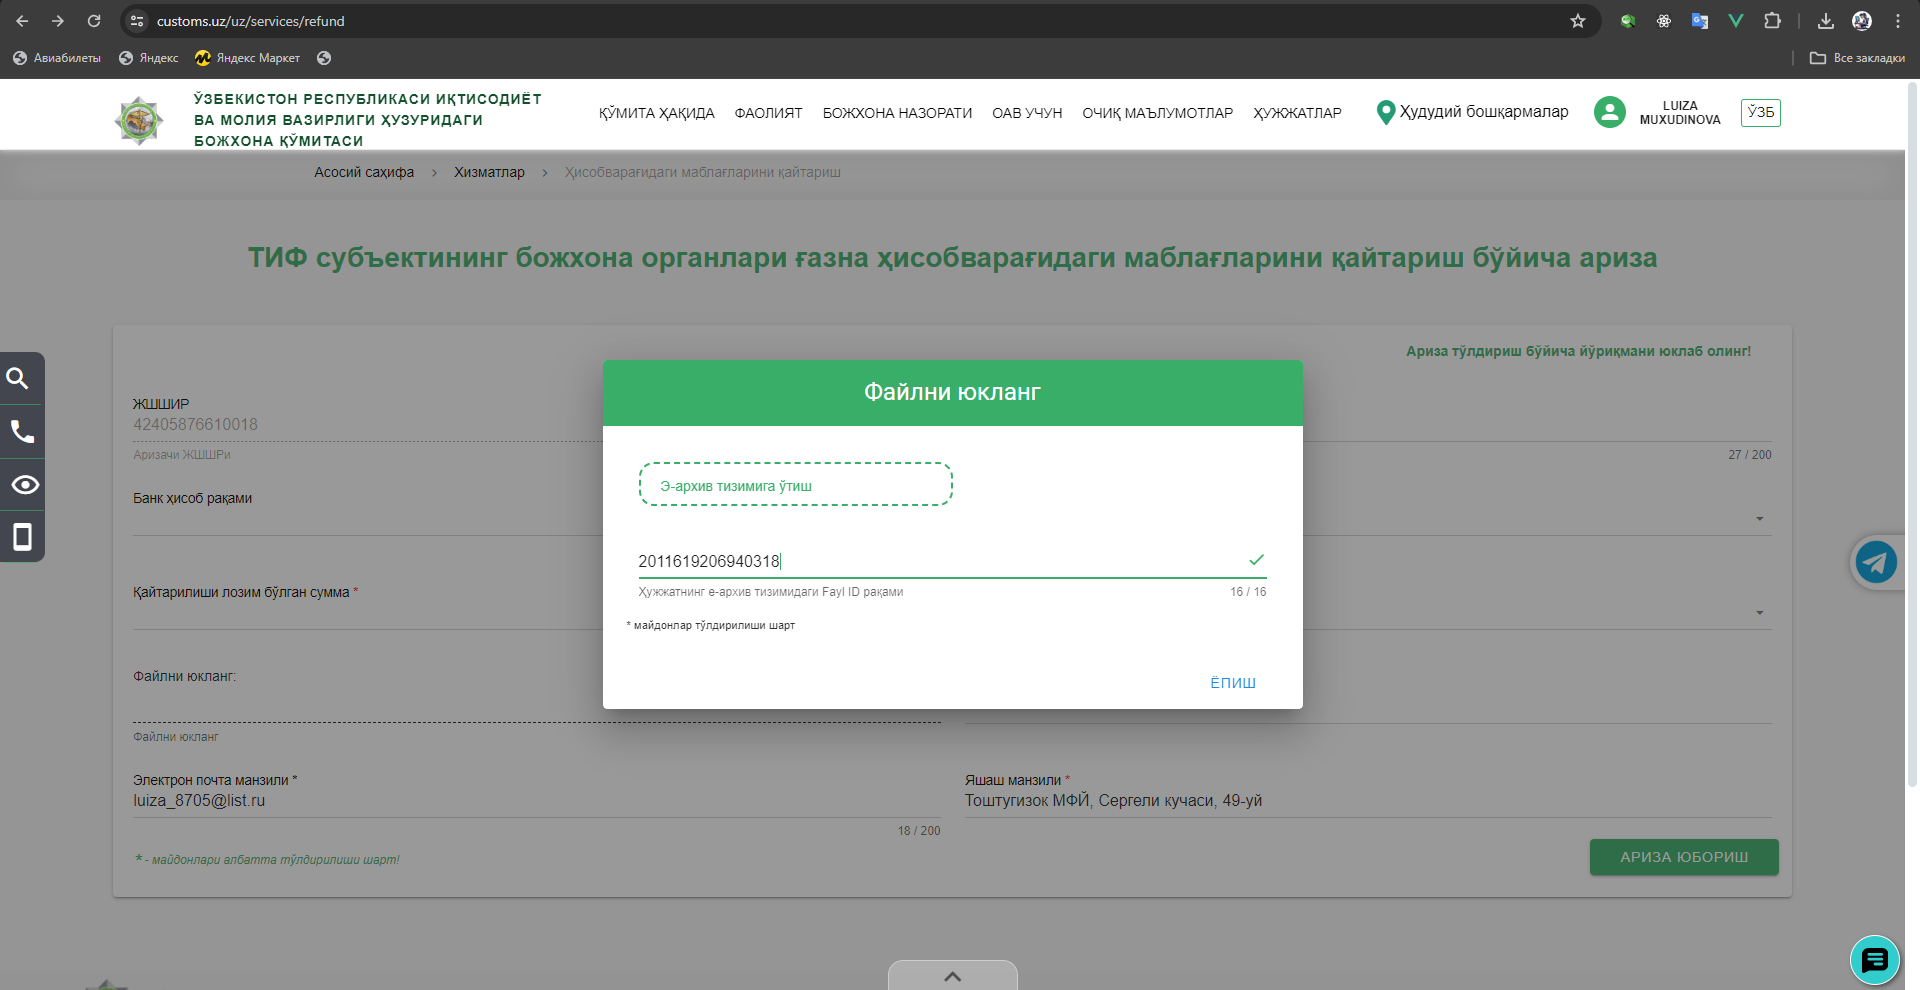 customs.uz/uz/services/refund
Авиабилеты
Яндекс
Яндекс Маркет
Все закладки
ЎЗБЕКИСТОН РЕСПУБЛИКАСИ ИҚТИСОДИЁТ
ВА МОЛИЯ ВАЗИРЛИГИ ҲУЗУРИДАГИ
БОЖХОНА ҚЎМИТАСИ
ҚЎМИТА ҲАҚИДА
ФАОЛИЯТ
БОЖХОНА НАЗОРАТИ
ОАВ УЧУН
ОЧИҚ МАЪЛУМОТЛАР
ҲУЖЖАТЛАР
Ҳудудий бошқармалар
LUIZA
MUXUDINOVA
ЎЗБ
Асосий саҳифа
Хизматлар
Ҳисобварағидаги маблағларини қайтариш
ТИФ субъектининг божхона органлари ғазна ҳисобварағидаги маблағларини қайтариш бўйича ариза
Ариза тўлдириш бўйича йўриқмани юклаб олинг!
ЖШШИР
42405876610018
Аризачи ЖШШРи
27 / 200
Банк ҳисоб рақами
Қайтарилиши лозим бўлган сумма *
Файлни юкланг:
Файлни юкланг
Файлни юкланг
Э-архив тизимига ўтиш
2011619206940318
Ҳужжатнинг е-архив тизимидаги Fayl ID рақами
16 / 16
* майдонлар тўлдирилиши шарт
ЁПИШ
Электрон почта манзили *
luiza_8705@list.ru
18 / 200
Яшаш манзили *
Тоштугизок МФЙ, Сергели кучаси, 49-уй
* - майдонлари албатта тўлдирилиши шарт!
АРИЗА ЮБОРИШ